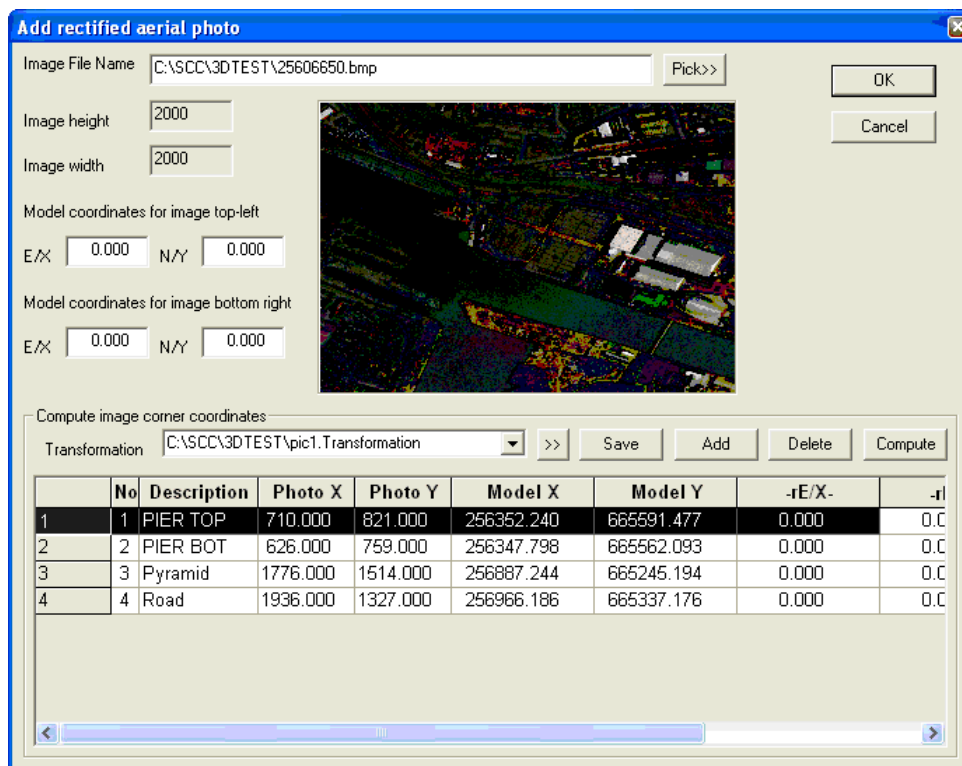 Add rectified aerial photo
Image File Name C:\SCC\3DTEST\25606650.bmp Pick>>
OK
Image height 2000
Cancel
Image width 2000
Model coordinates for image top-left
E/X 0.000 N/Y 0.000
Model coordinates for image bottom right
E/X 0.000 N/Y 0.000
Compute image corner coordinates
Transformation C:\SCC\3DTEST\pic1.Transformation >> Save Add Delete Compute
No Description Photo X Photo Y Model X Model Y -rE/X-
1 1 PIER TOP 710.000 821.000 256352.240 665591.477 0.000
2 2 PIER BOT 626.000 759.000 256347.798 665562.093 0.000
3 3 Pyramid 1776.000 1514.000 256887.244 665245.194 0.000
4 4 Road 1936.000 1327.000 256966.186 665337.176 0.000